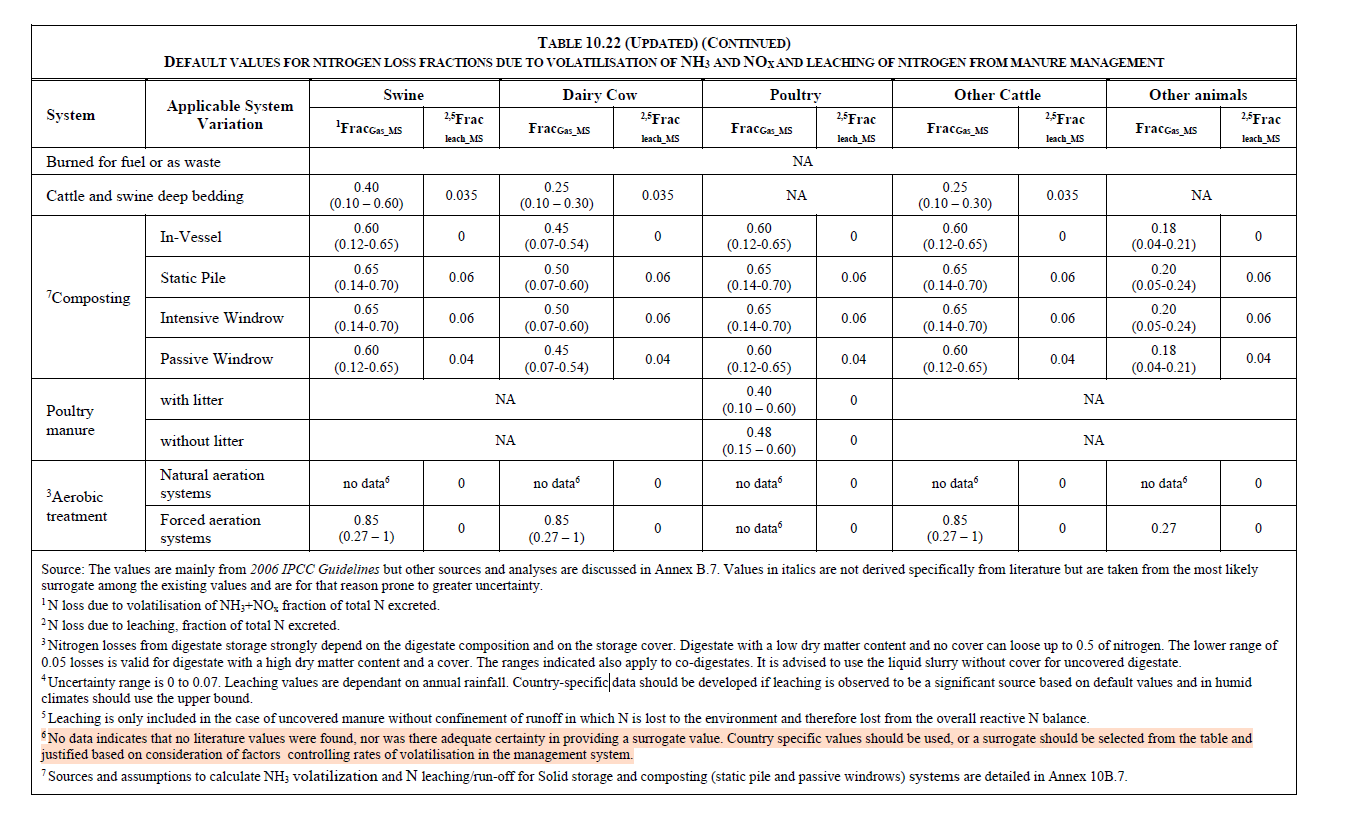 TABLE 10.22 (UPDATED) (CONTINUED)
DEFAULT VALUES FOR NITROGEN LOSS FRACTIONS DUE TO VOLATILISATION OF NH3 AND NOX AND LEACHING OF NITROGEN FROM MANURE MANAGEMENT
System Applicable System Variation Swine Dairy Cow Poultry Other Cattle Other animals
1FracGas_MS 2,5Frac leach_MS FracGas_MS 2,5Frac leach_MS FracGas_MS 2,5Frac leach_MS FracGas_MS 2,5Frac leach_MS FracGas_MS 2,5Frac leach_MS
Burned for fuel or as waste NA
Cattle and swine deep bedding 0.40 (0.10 – 0.60) 0.035 0.25 (0.10 – 0.30) 0.035 NA 0.25 (0.10 – 0.30) 0.035 NA
7Composting
In-Vessel 0.60 (0.12-0.65) 0 0.45 (0.07-0.54) 0 0.60 (0.12-0.65) 0 0.60 (0.12-0.65) 0 0.18 (0.04-0.21) 0
Static Pile 0.65 (0.14-0.70) 0.06 0.50 (0.07-0.60) 0.06 0.65 (0.14-0.70) 0.06 0.65 (0.14-0.70) 0.06 0.20 (0.05-0.24) 0.06
Intensive Windrow 0.65 (0.14-0.70) 0.06 0.50 (0.07-0.60) 0.06 0.65 (0.14-0.70) 0.06 0.65 (0.14-0.70) 0.06 0.20 (0.05-0.24) 0.06
Passive Windrow 0.60 (0.12-0.65) 0.04 0.45 (0.07-0.54) 0.04 0.60 (0.12-0.65) 0.04 0.60 (0.12-0.65) 0.04 0.18 (0.04-0.21) 0.04
Poultry manure
with litter NA 0.40 (0.10 – 0.60) 0 NA
without litter NA 0.48 (0.15 – 0.60) 0 NA
3Aerobic treatment
Natural aeration systems no data6 0 no data6 0 no data6 0 no data6 0 no data6 0
Forced aeration systems 0.85 (0.27 – 1) 0 0.85 (0.27 – 1) 0 no data6 0 0.85 (0.27 – 1) 0 0.27 0
Source: The values are mainly from 2006 IPCC Guidelines but other sources and analyses are discussed in Annex B.7. Values in italics are not derived specifically from literature but are taken from the most likely
surrogate among the existing values and are for that reason prone to greater uncertainty.
1 N loss due to volatilisation of NH3+NOx fraction of total N excreted.
2 N loss due to leaching, fraction of total N excreted.
3 Nitrogen losses from digestate storage strongly depend on the digestate composition and on the storage cover. Digestate with a low dry matter content and no cover can loose up to 0.5 of nitrogen. The lower range of
0.05 losses is valid for digestate with a high dry matter content and a cover. The ranges indicated also apply to co-digestates. It is advised to use the liquid slurry without cover for uncovered digestate.
4 Uncertainty range is 0 to 0.07. Leaching values are dependant on annual rainfall. Country-specific data should be developed if leaching is observed to be a significant source based on default values and in humid
climates should use the upper bound.
5 Leaching is only included in the case of uncovered manure without confinement of runoff in which N is lost to the environment and therefore lost from the overall reactive N balance.
6 No data indicates that no literature values were found, nor was there adequate certainty in providing a surrogate value. Country specific values should be used, or a surrogate should be selected from the table and
justified based on consideration of factors controlling rates of volatilisation in the management system.
7 Sources and assumptions to calculate NH3 volatilization and N leaching/run-off for Solid storage and composting (static pile and passive windrows) systems are detailed in Annex 10B.7.